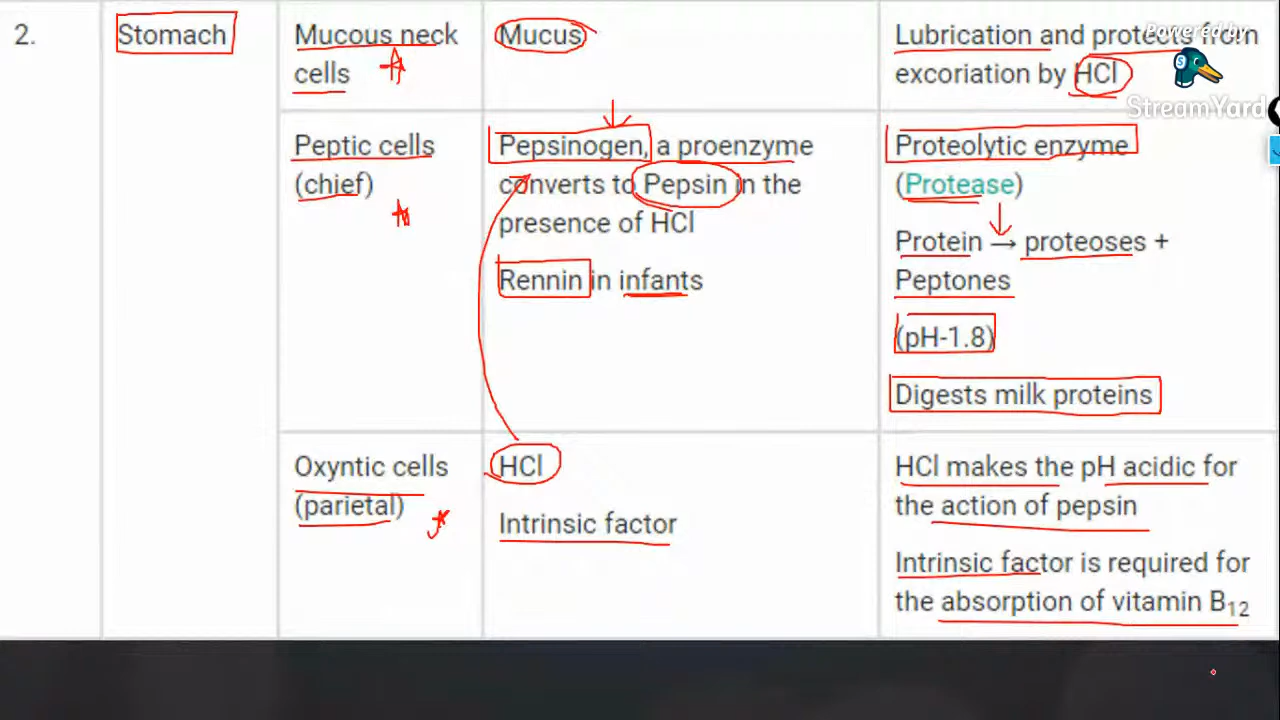 2.
Stomach
Mucous neck
cells
Mucus
Lubrication and protects from
excoriation by HCl
Powered by
StreamYard
Peptic cells
(chief)
Pepsinogen, a proenzyme
converts to Pepsin in the
presence of HCl
Rennin in infants
Proteolytic enzyme
(Protease)
Protein → proteoses +
Peptones
(pH-1.8)
Digests milk proteins
Oxyntic cells
(parietal)
HCl
Intrinsic factor
HCl makes the pH acidic for
the action of pepsin
Intrinsic factor is required for
the absorption of vitamin B₁₂